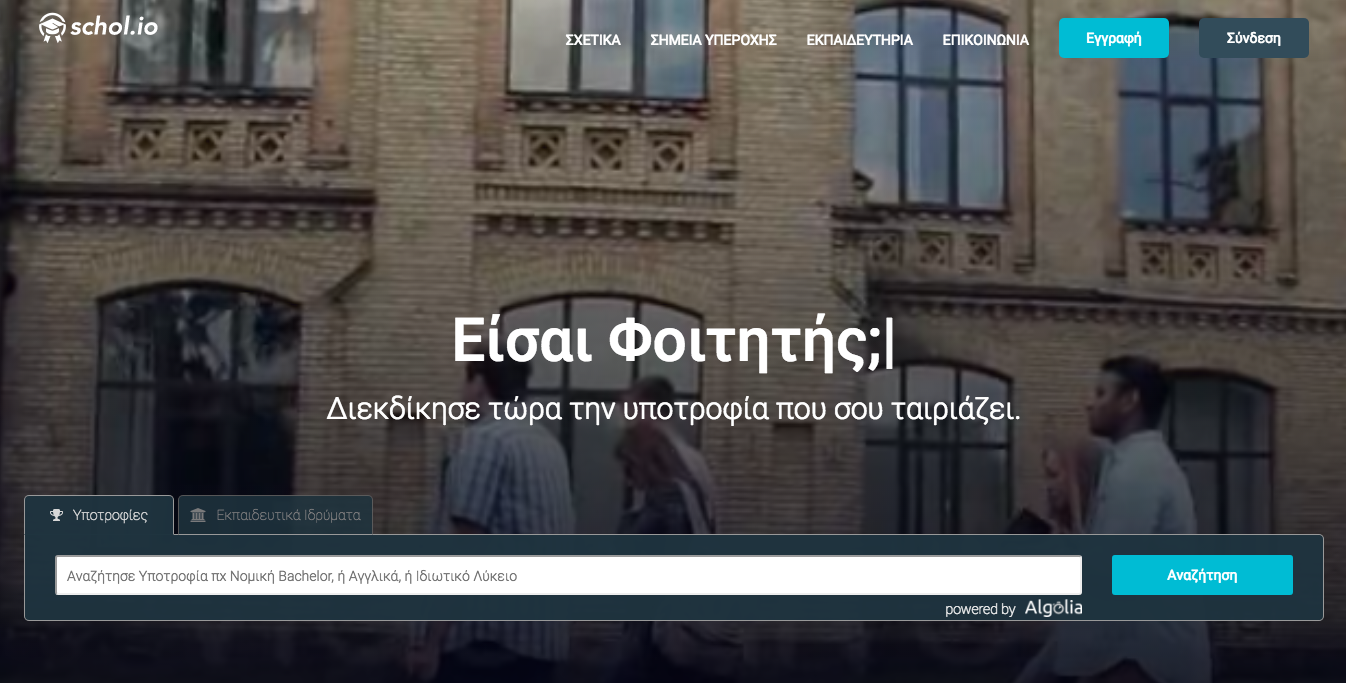 schol.io
ΣΧΕΤΙΚΑ ΣΗΜΕΙΑ ΥΠΕΡΟΧΗΣ ΕΚΠΑΙΔΕΥΤΗΡΙΑ ΕΠΙΚΟΙΝΩΝΙΑ Εγγραφή Σύνδεση
Είσαι Φοιτητής;|
Διεκδίκησε τώρα την υποτροφία που σου ταιριάζει.
Υποτροφίες Εκπαιδευτικά Ιδρύματα
Αναζήτησε Υποτροφία πχ Νομική Bachelor, ή Αγγλικά, ή Ιδιωτικό Λύκειο Αναζήτηση
powered by Algolia